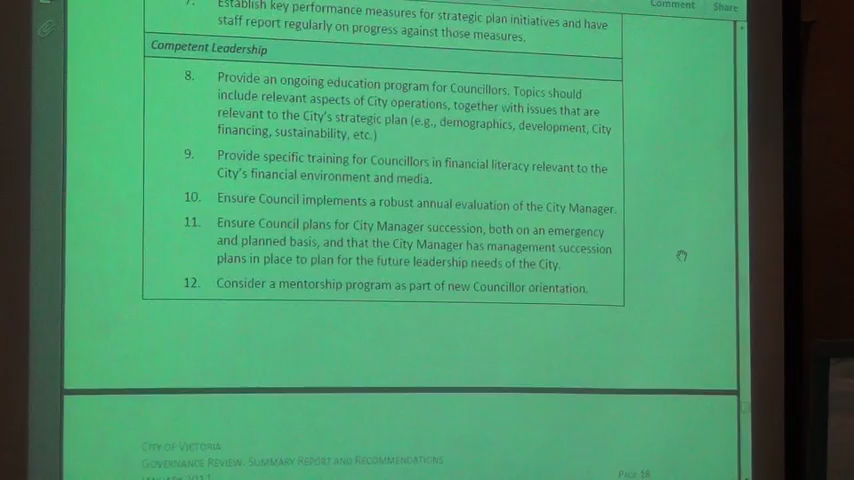 Comment Share
7. Establish key performance measures for strategic plan initiatives and have
staff report regularly on progress against those measures.
Competent Leadership
8. Provide an ongoing education program for Councillors. Topics should
include relevant aspects of City operations, together with issues that are
relevant to the City's strategic plan (e.g., demographics, development, City
financing, sustainability, etc.)
9. Provide specific training for Councillors in financial literacy relevant to the
City's financial environment and media.
10. Ensure Council implements a robust annual evaluation of the City Manager.
11. Ensure Council plans for City Manager succession, both on an emergency
and planned basis, and that the City Manager has management succession
plans in place to plan for the future leadership needs of the City.
12. Consider a mentorship program as part of new Councillor orientation.
CITY OF VICTORIA
GOVERNANCE REVIEW: SUMMARY REPORT AND RECOMMENDATIONS
PAGE 18